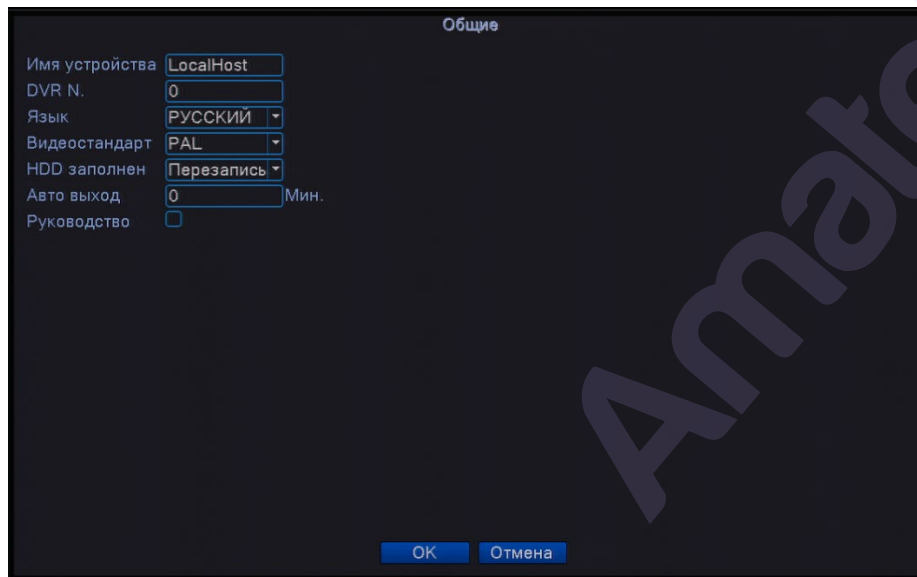 Общие
Имя устройства LocalHost
DVR N. 0
Язык РУССКИЙ
Видеостандарт PAL
HDD заполнен Перезапись
Авто выход 0 Мин.
Руководство
OK Отмена